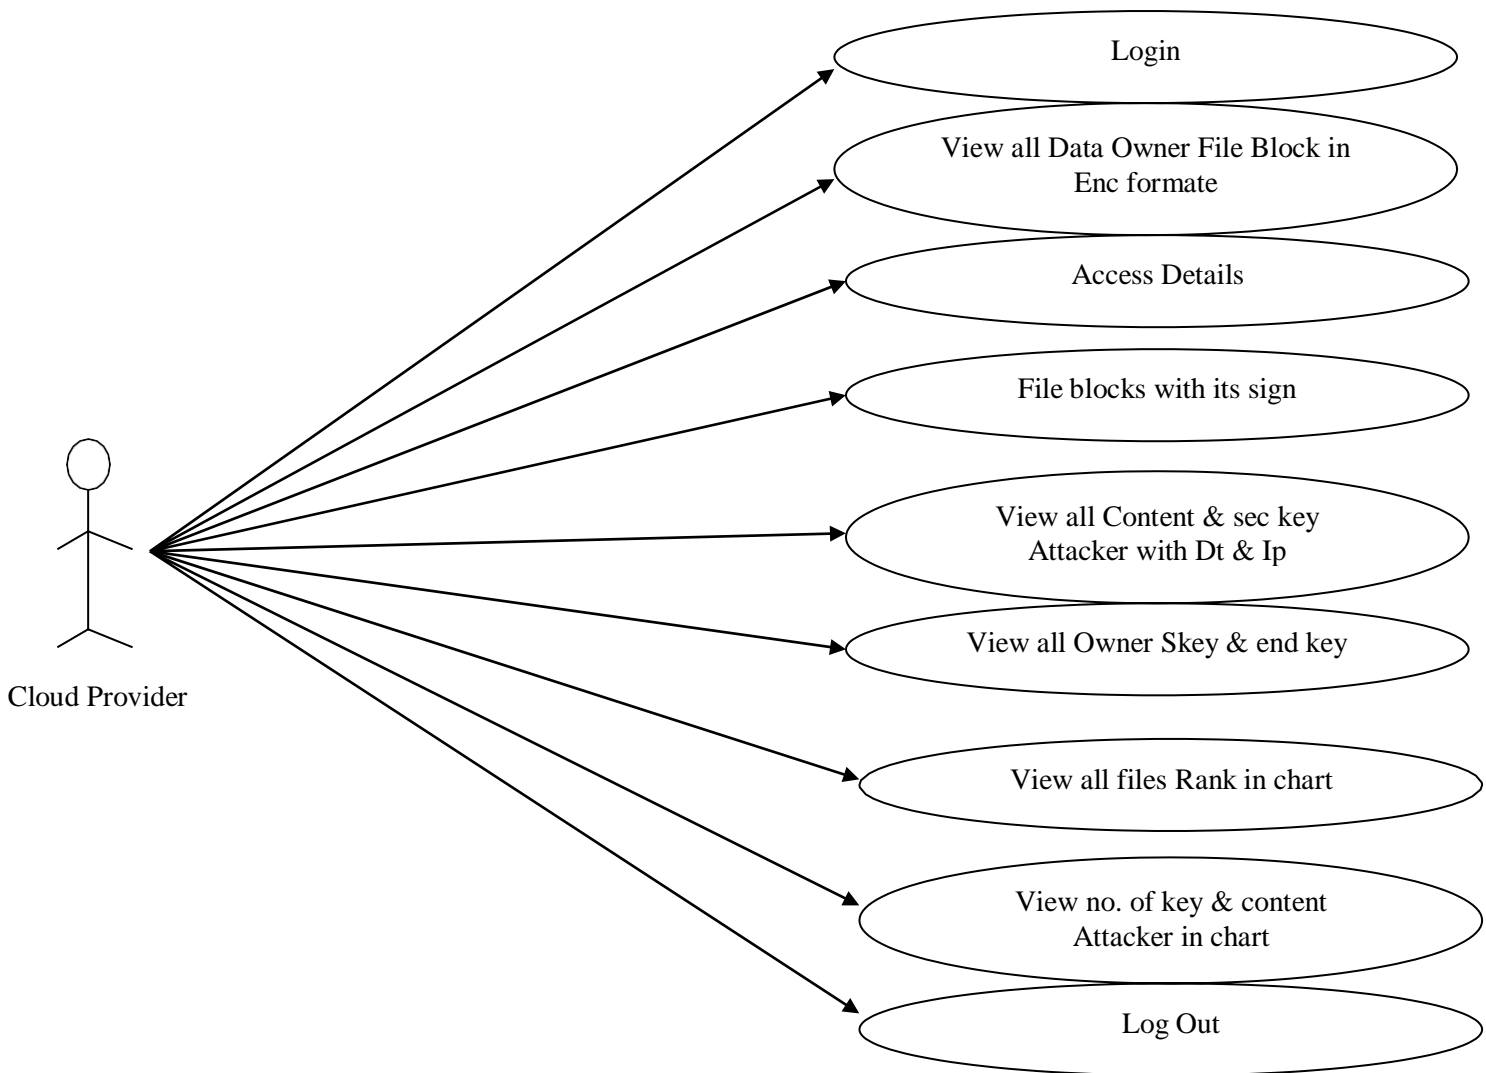 Login
View all Data Owner File Block in
Enc formate
Access Details
File blocks with its sign
View all Content & sec key
Attacker with Dt & Ip
View all Owner Skey & end key
Cloud Provider
View all files Rank in chart
View no. of key & content
Attacker in chart
Log Out